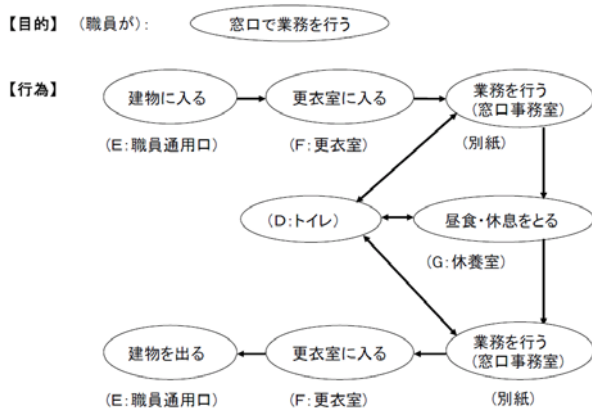 【目的】 (職員が): 窓口で業務を行う
【行為】
建物に入る 更衣室に入る 業務を行う
(窓口事務室)
(E:職員通用口) (F:更衣室) (別紙)
(D:トイレ) 昼食・休息をとる
(G:休養室)
建物を出る 更衣室に入る 業務を行う
(窓口事務室)
(E:職員通用口) (F:更衣室) (別紙)